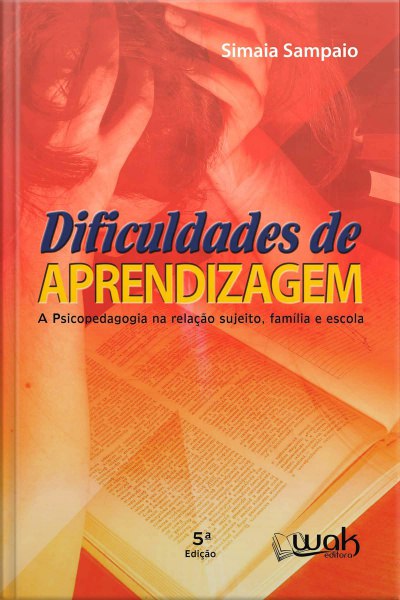 Simaia Sampaio
Dificuldades de
APRENDIZAGEM
A Psicopedagogia na relação sujeito, família e escola
5ª
Edição
wak
editora